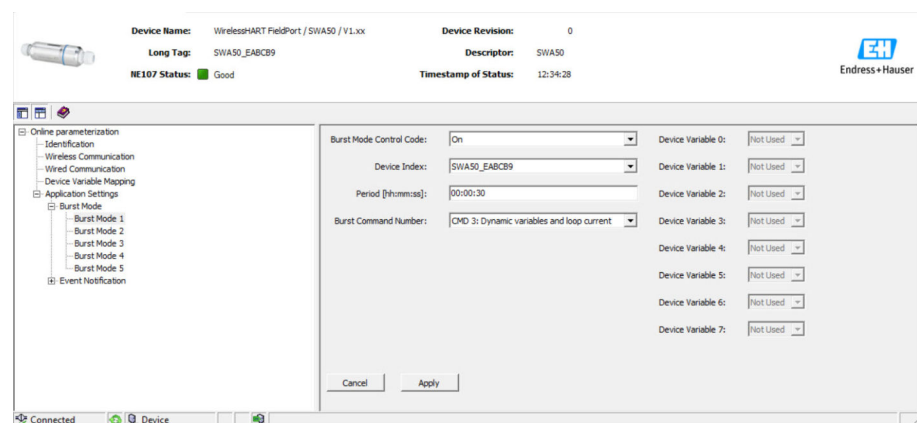 Device Name: WirelessHART FieldPort / SWA50 / V1.xx Device Revision: 0
Long Tag: SWA50_EABCB9 Descriptor: SWA50
NE107 Status: Good Timestamp of Status: 12:34:28
EH
Endress+Hauser
Online parameterization
Identification
Wireless Communication
Wired Communication
Device Variable Mapping
Application Settings
Burst Mode
Burst Mode 1
Burst Mode 2
Burst Mode 3
Burst Mode 4
Burst Mode 5
Event Notification
Burst Mode Control Code: On
Device Index: SWA50_EABCB9
Period [hh:mm:ss]: 00:00:30
Burst Command Number: CMD 3: Dynamic variables and loop current
Device Variable 0: Not Used
Device Variable 1: Not Used
Device Variable 2: Not Used
Device Variable 3: Not Used
Device Variable 4: Not Used
Device Variable 5: Not Used
Device Variable 6: Not Used
Device Variable 7: Not Used
Cancel Apply
Connected Device